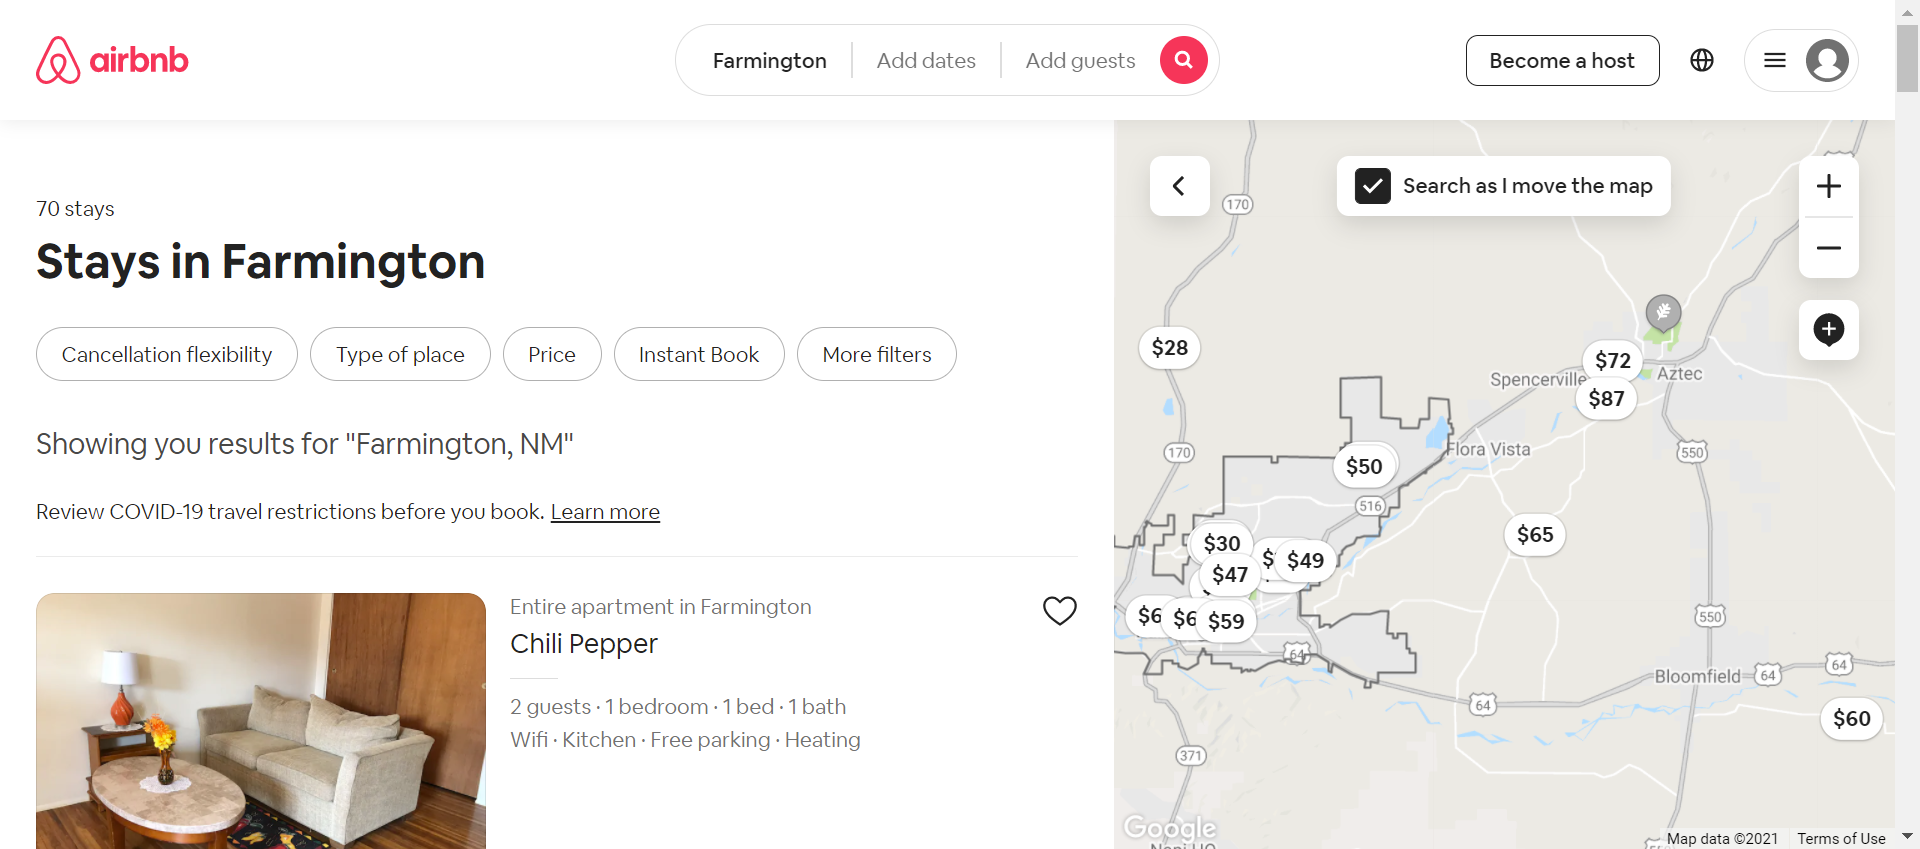 airbnb
Farmington
Add dates
Add guests
Become a host
70 stays
Stays in Farmington
Cancellation flexibility
Type of place
Price
Instant Book
More filters
Showing you results for "Farmington, NM"
Review COVID-19 travel restrictions before you book. Learn more
Entire apartment in Farmington
Chili Pepper
2 guests · 1 bedroom · 1 bed · 1 bath
Wifi · Kitchen · Free parking · Heating
Search as I move the map
170
$28
$72
Spencerville
Aztec
$87
170
Flora Vista
550
$50
516
$65
$30
$49
$47
$59
550
64
64
Bloomfield
64
64
$60
371
Google
Map data ©2021
Terms of Use